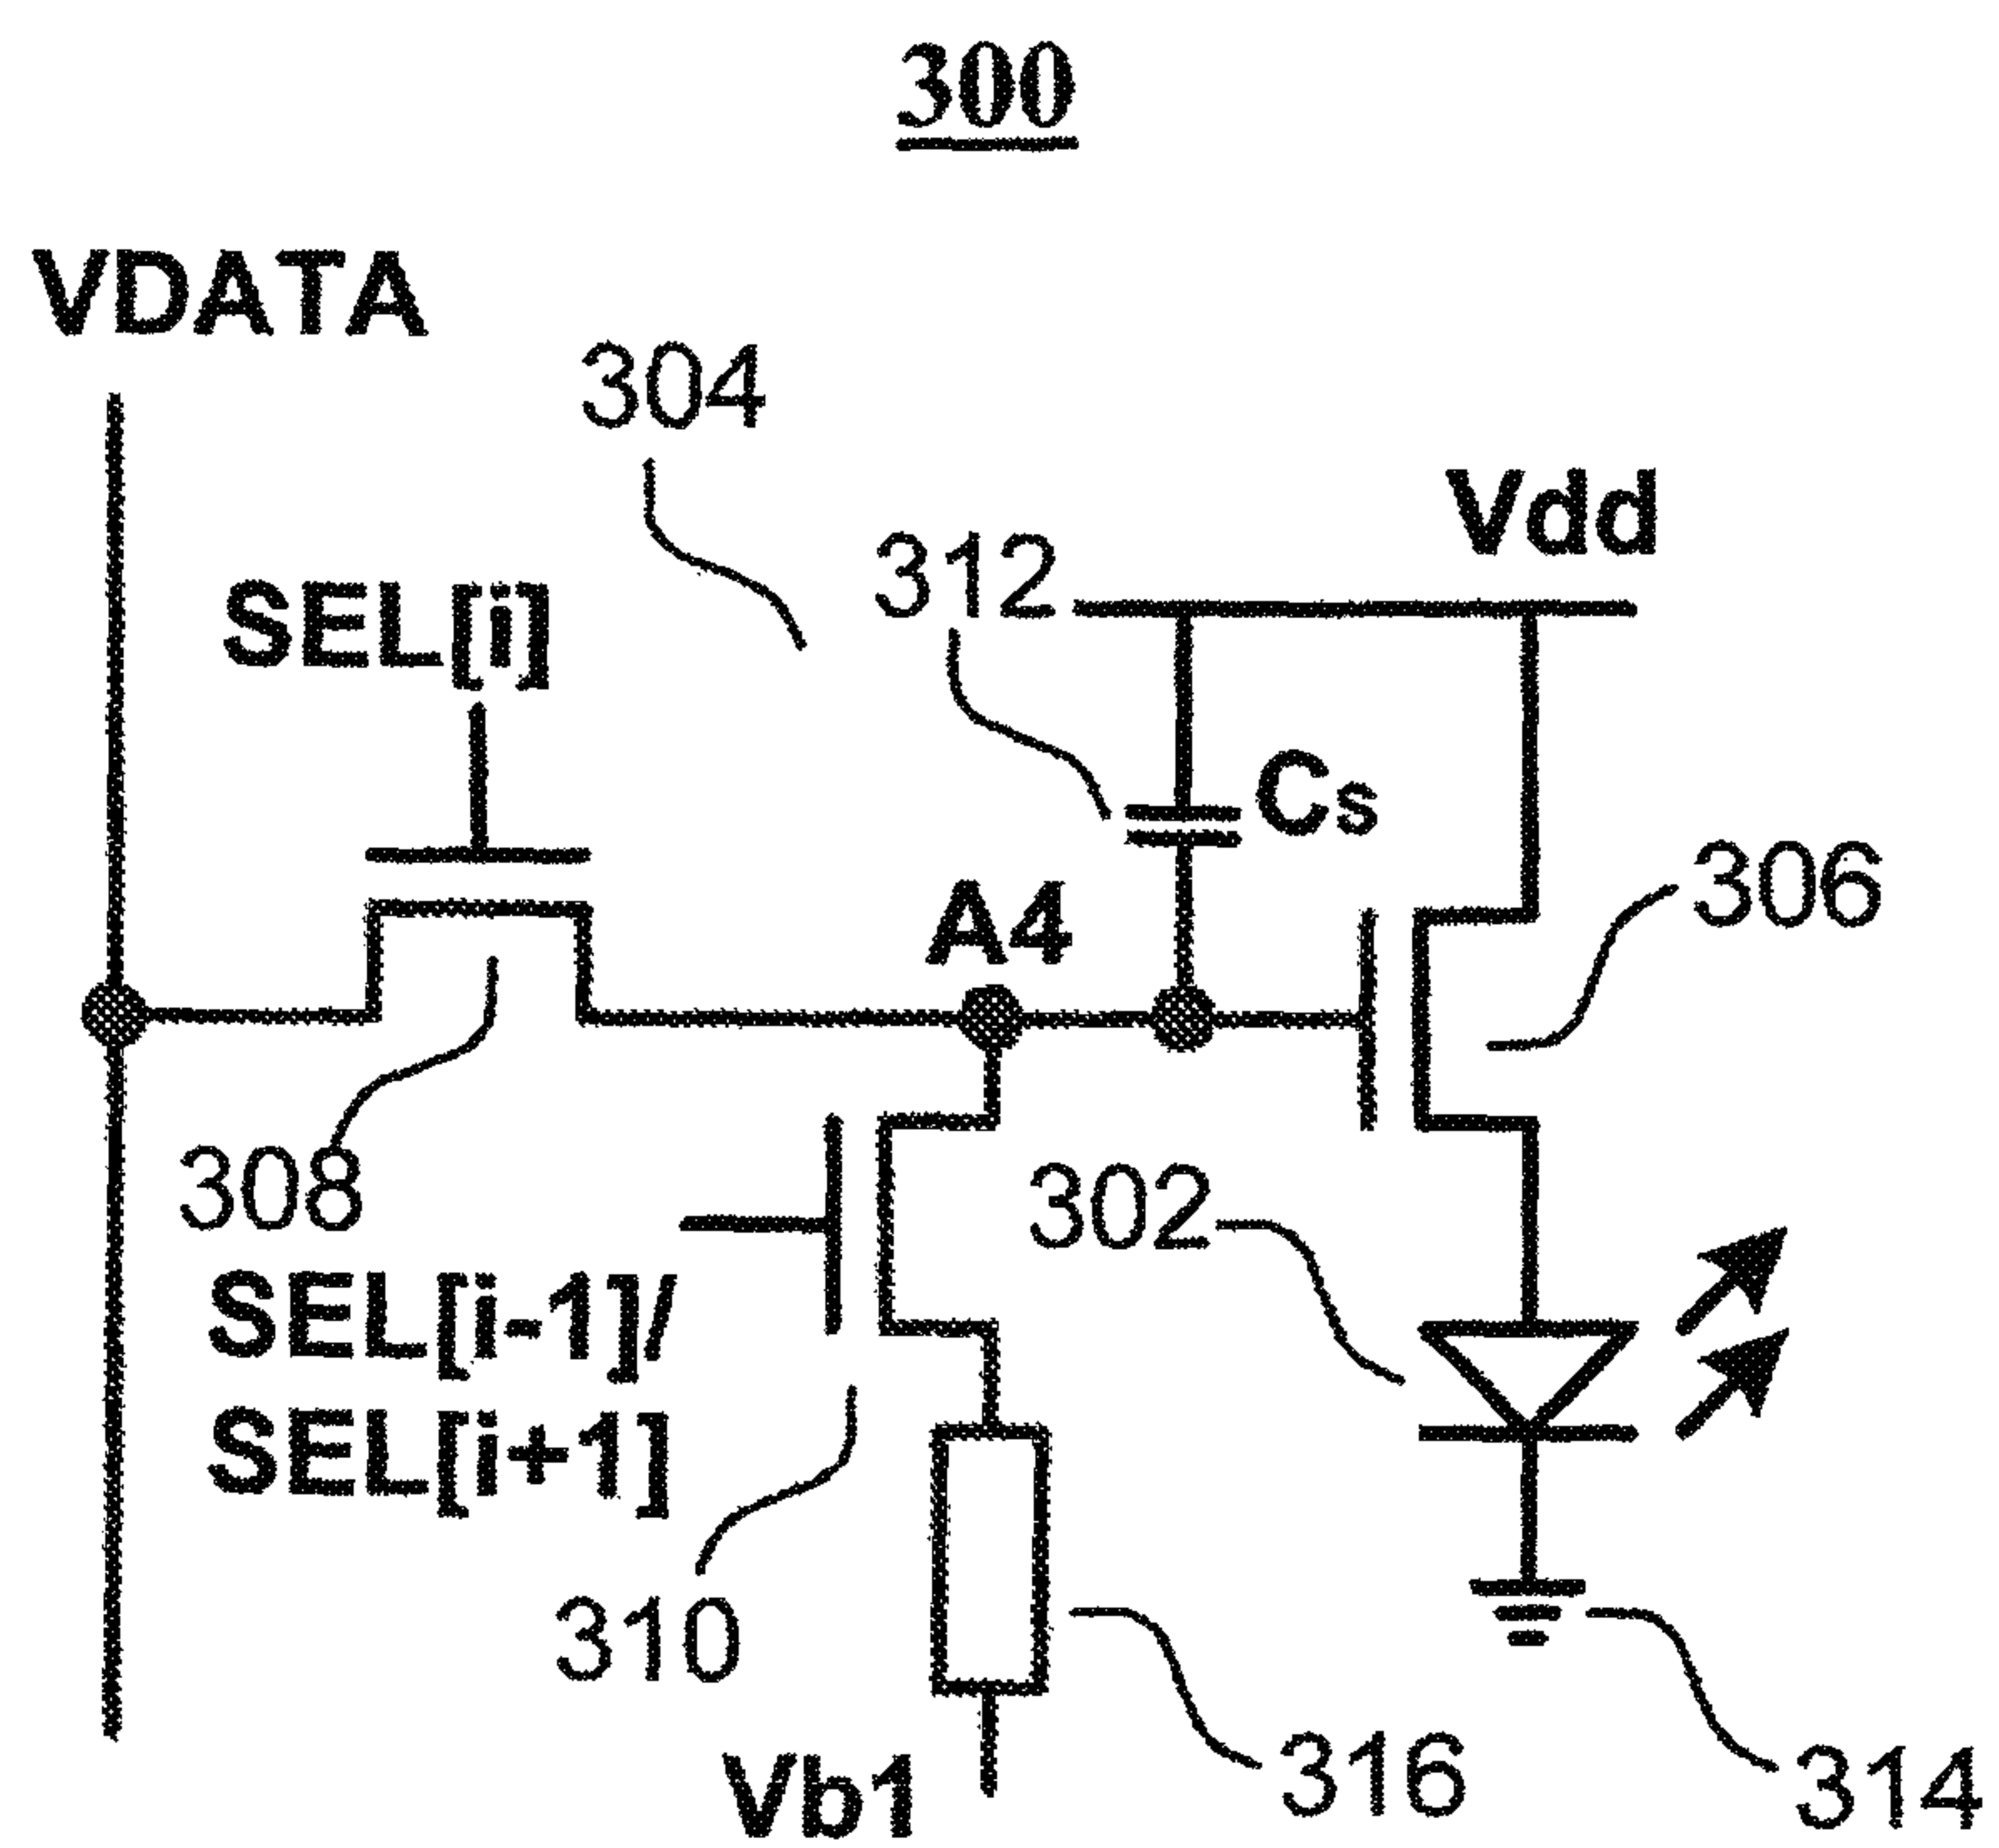 300
VDATA
304
Vdd
312
SEL[i]
Cs
306
A4
308
302
SEL[i-1]/
SEL[i+1]
310
316
314
Vb1